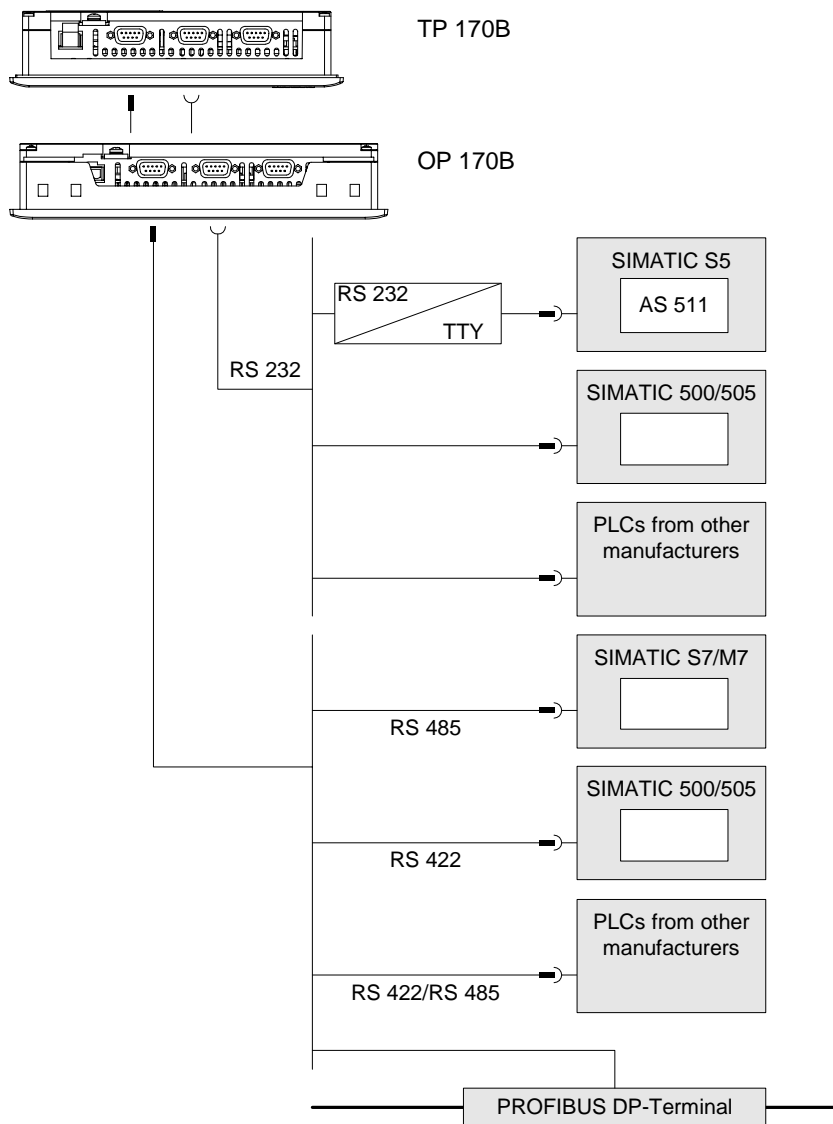 TP 170B
OP 170B
SIMATIC S5
AS 511
RS 232
TTY
RS 232
SIMATIC 500/505
PLCs from other
manufacturers
SIMATIC S7/M7
RS 485
SIMATIC 500/505
RS 422
PLCs from other
manufacturers
RS 422/RS 485
PROFIBUS DP-Terminal